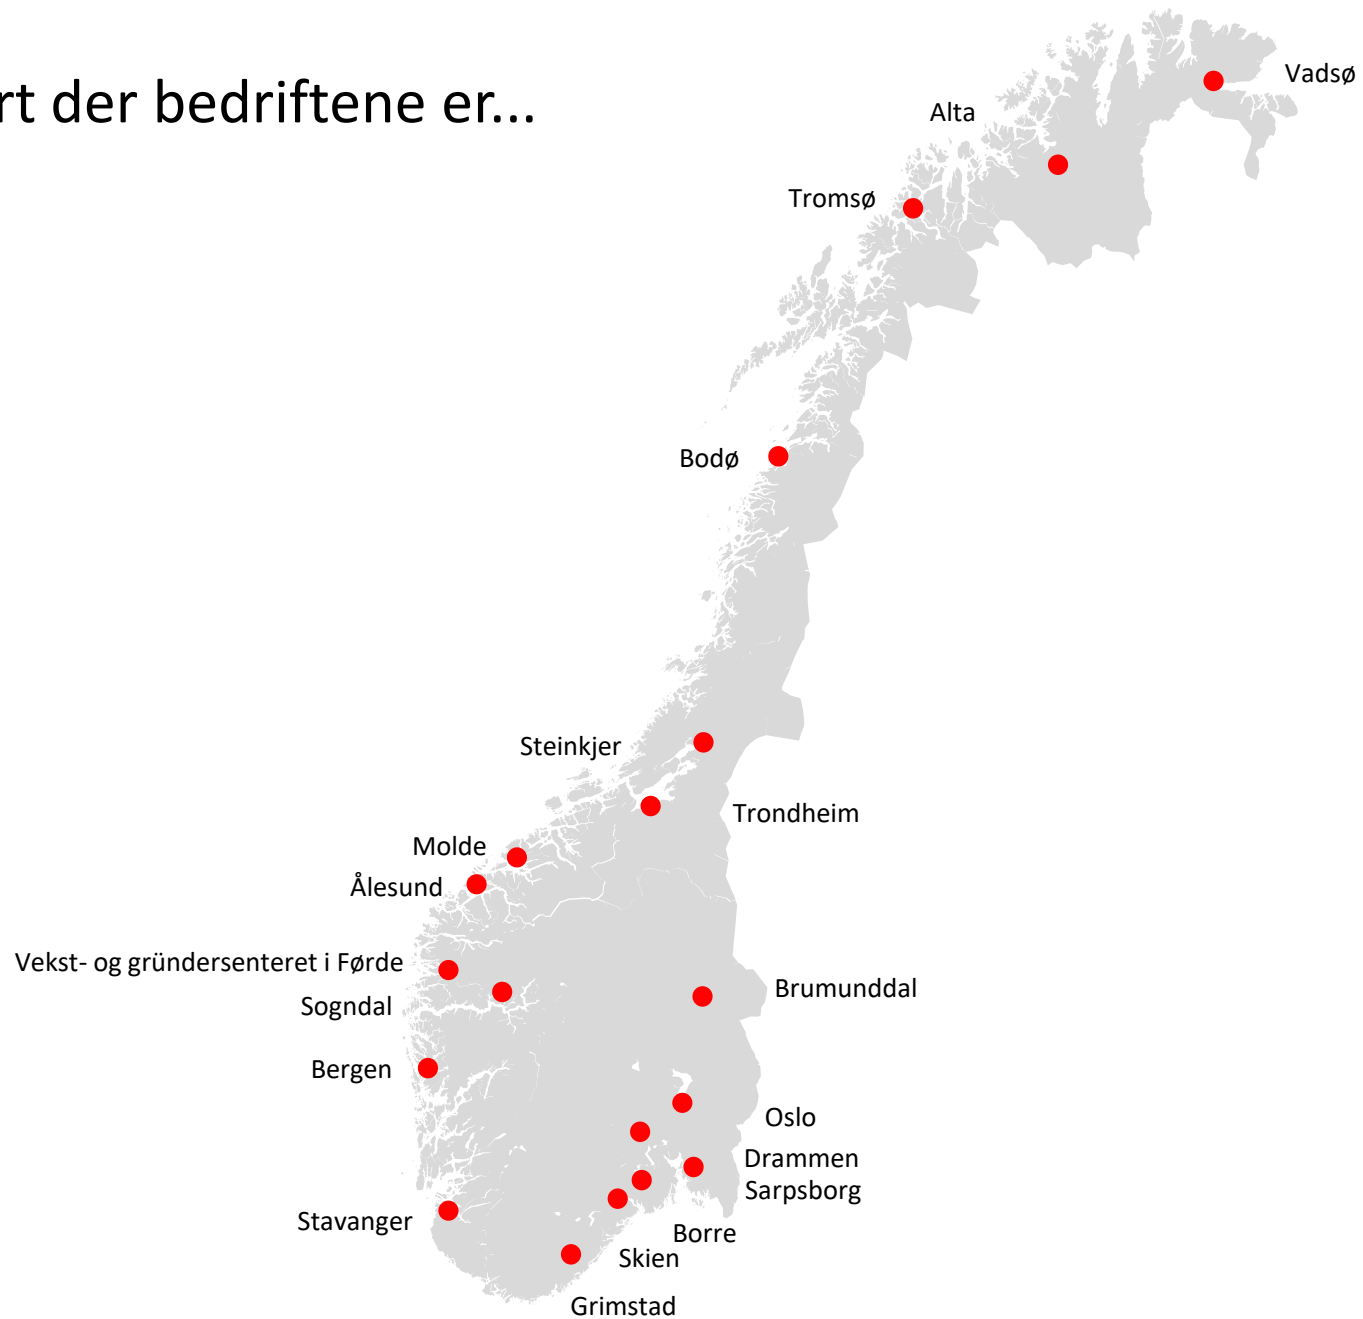 rt der bedriftene er...
Vadsø
Alta
Tromsø
Bodø
Steinkjer
Trondheim
Molde
Ålesund
Vekst- og gründersenteret i Førde
Brumunddal
Sogndal
Bergen
Oslo
Drammen
Sarpsborg
Stavanger
Borre
Skien
Grimstad